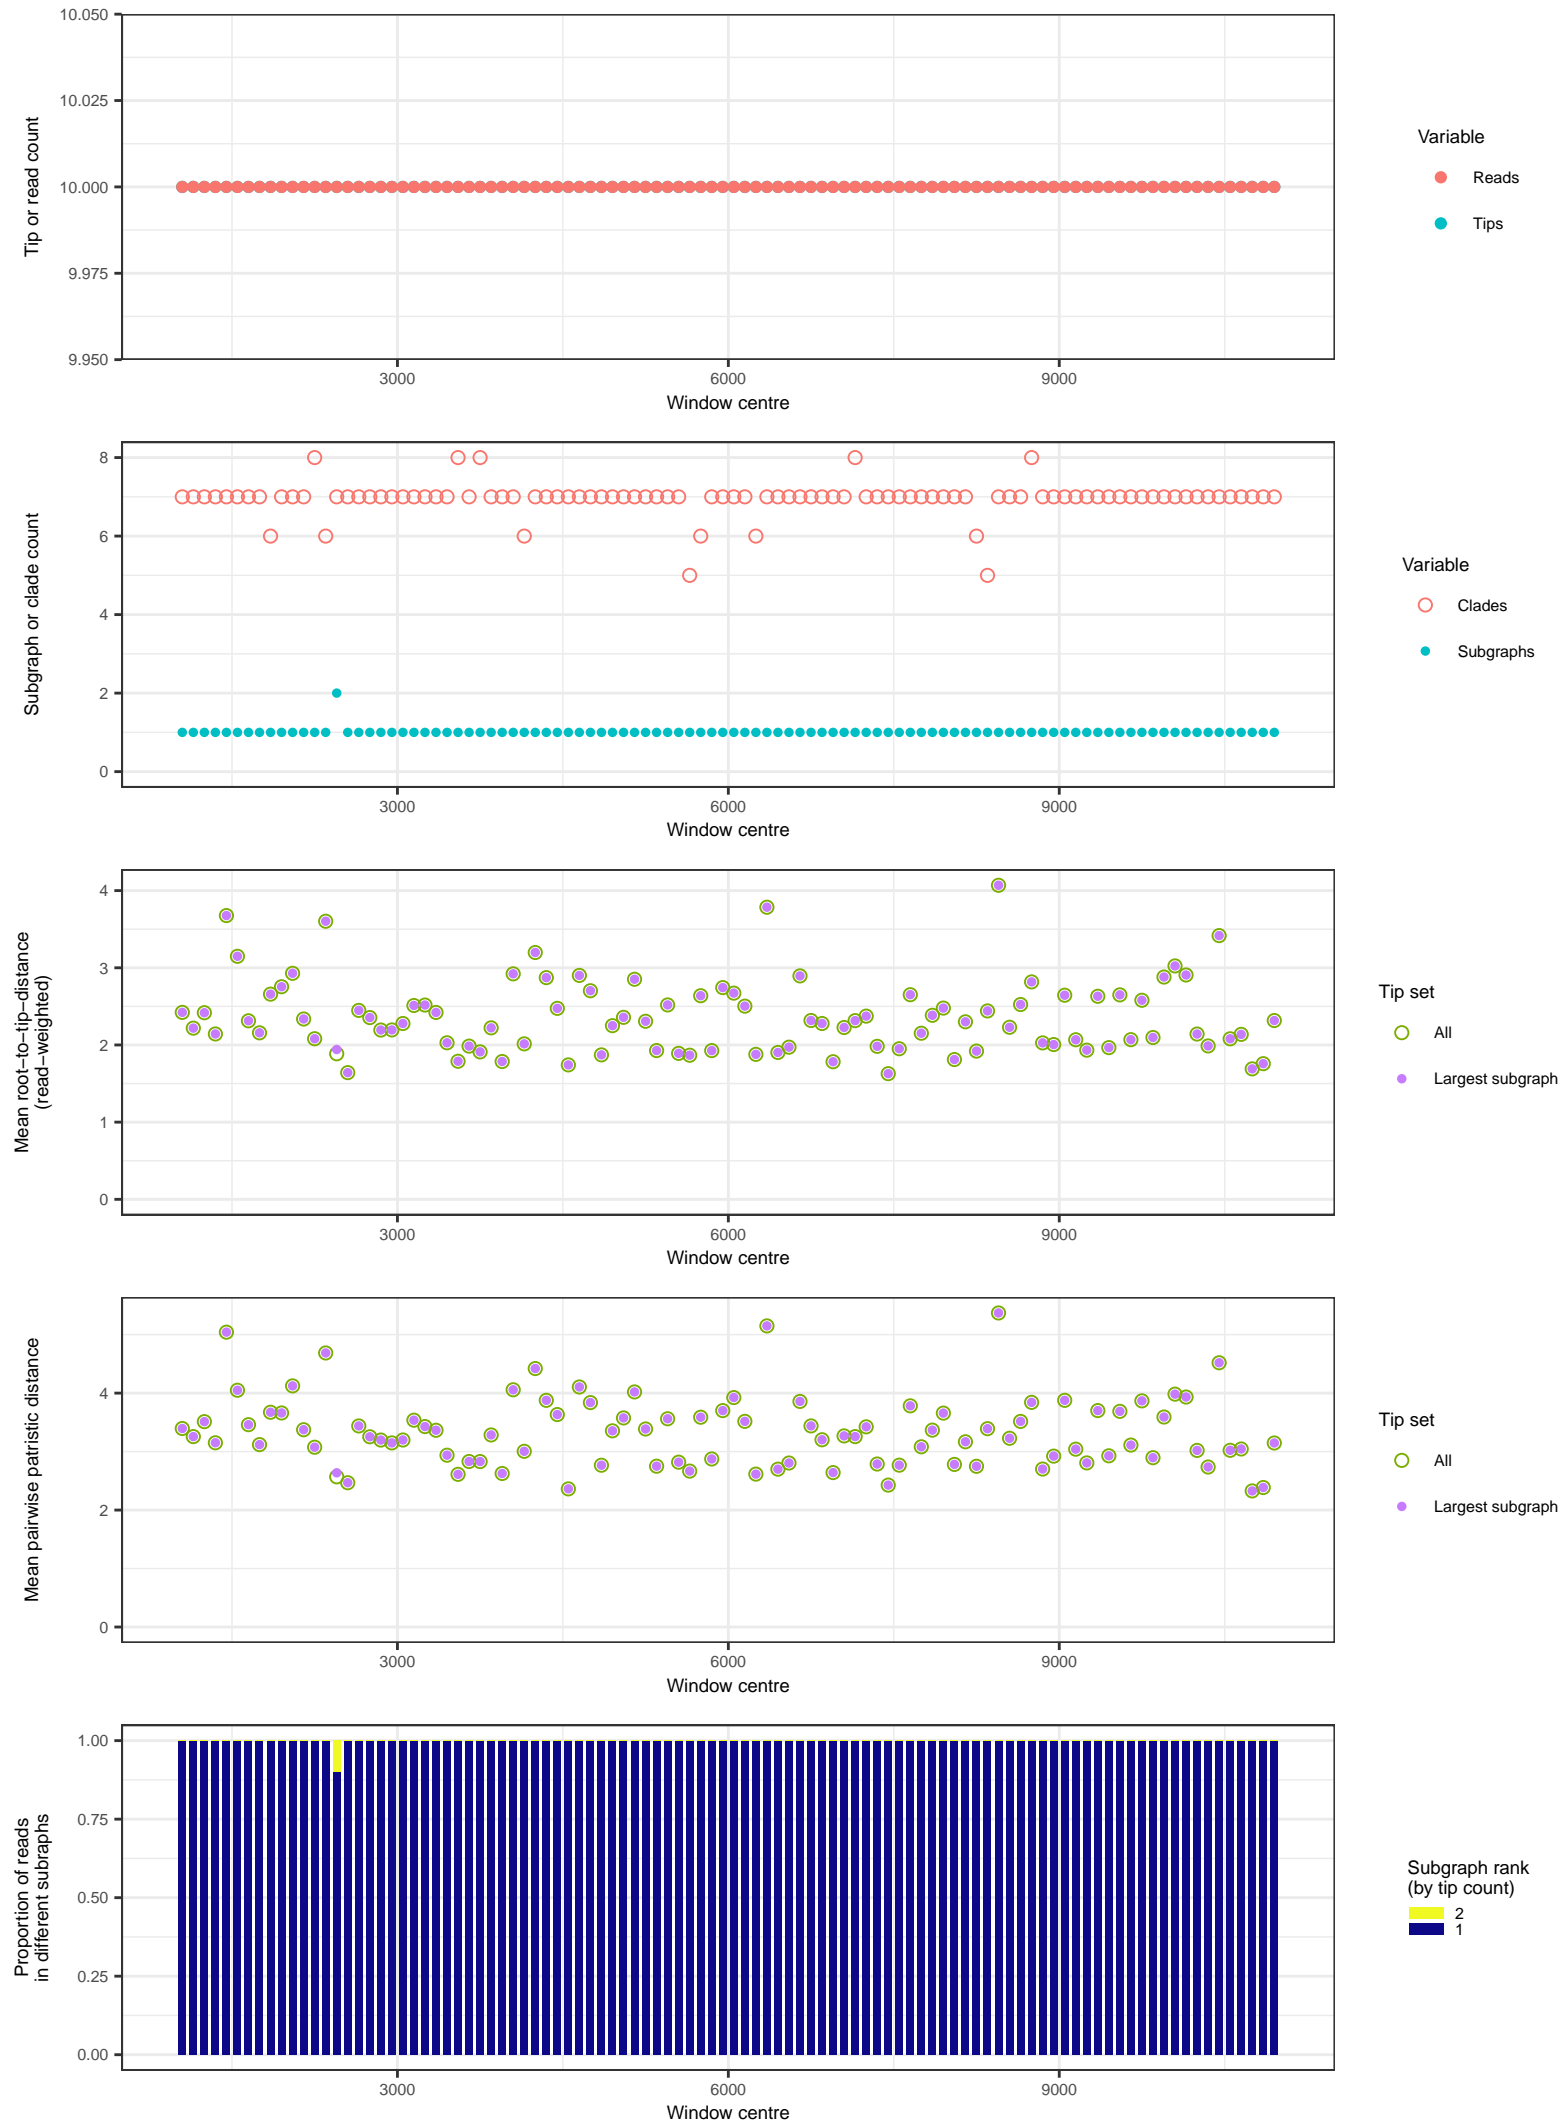 10.050
10.025
10.000
9.975
9.950
Tip or read count
3000 6000 9000
Window centre
Variable
Reads
Tips
8
6
4
2
0
Subgraph or clade count
3000 6000 9000
Window centre
Variable
Clades
Subgraphs
4
3
2
1
0
Mean root−to−tip−distance
(read−weighted)
3000 6000 9000
Window centre
Tip set
All
Largest subgraph
4
2
0
Mean pairwise patristic distance
3000 6000 9000
Window centre
Tip set
All
Largest subgraph
1.00
0.75
0.50
0.25
0.00
Proportion of reads
in different subraphs
3000 6000 9000
Window centre
Subgraph rank
(by tip count)
2
1